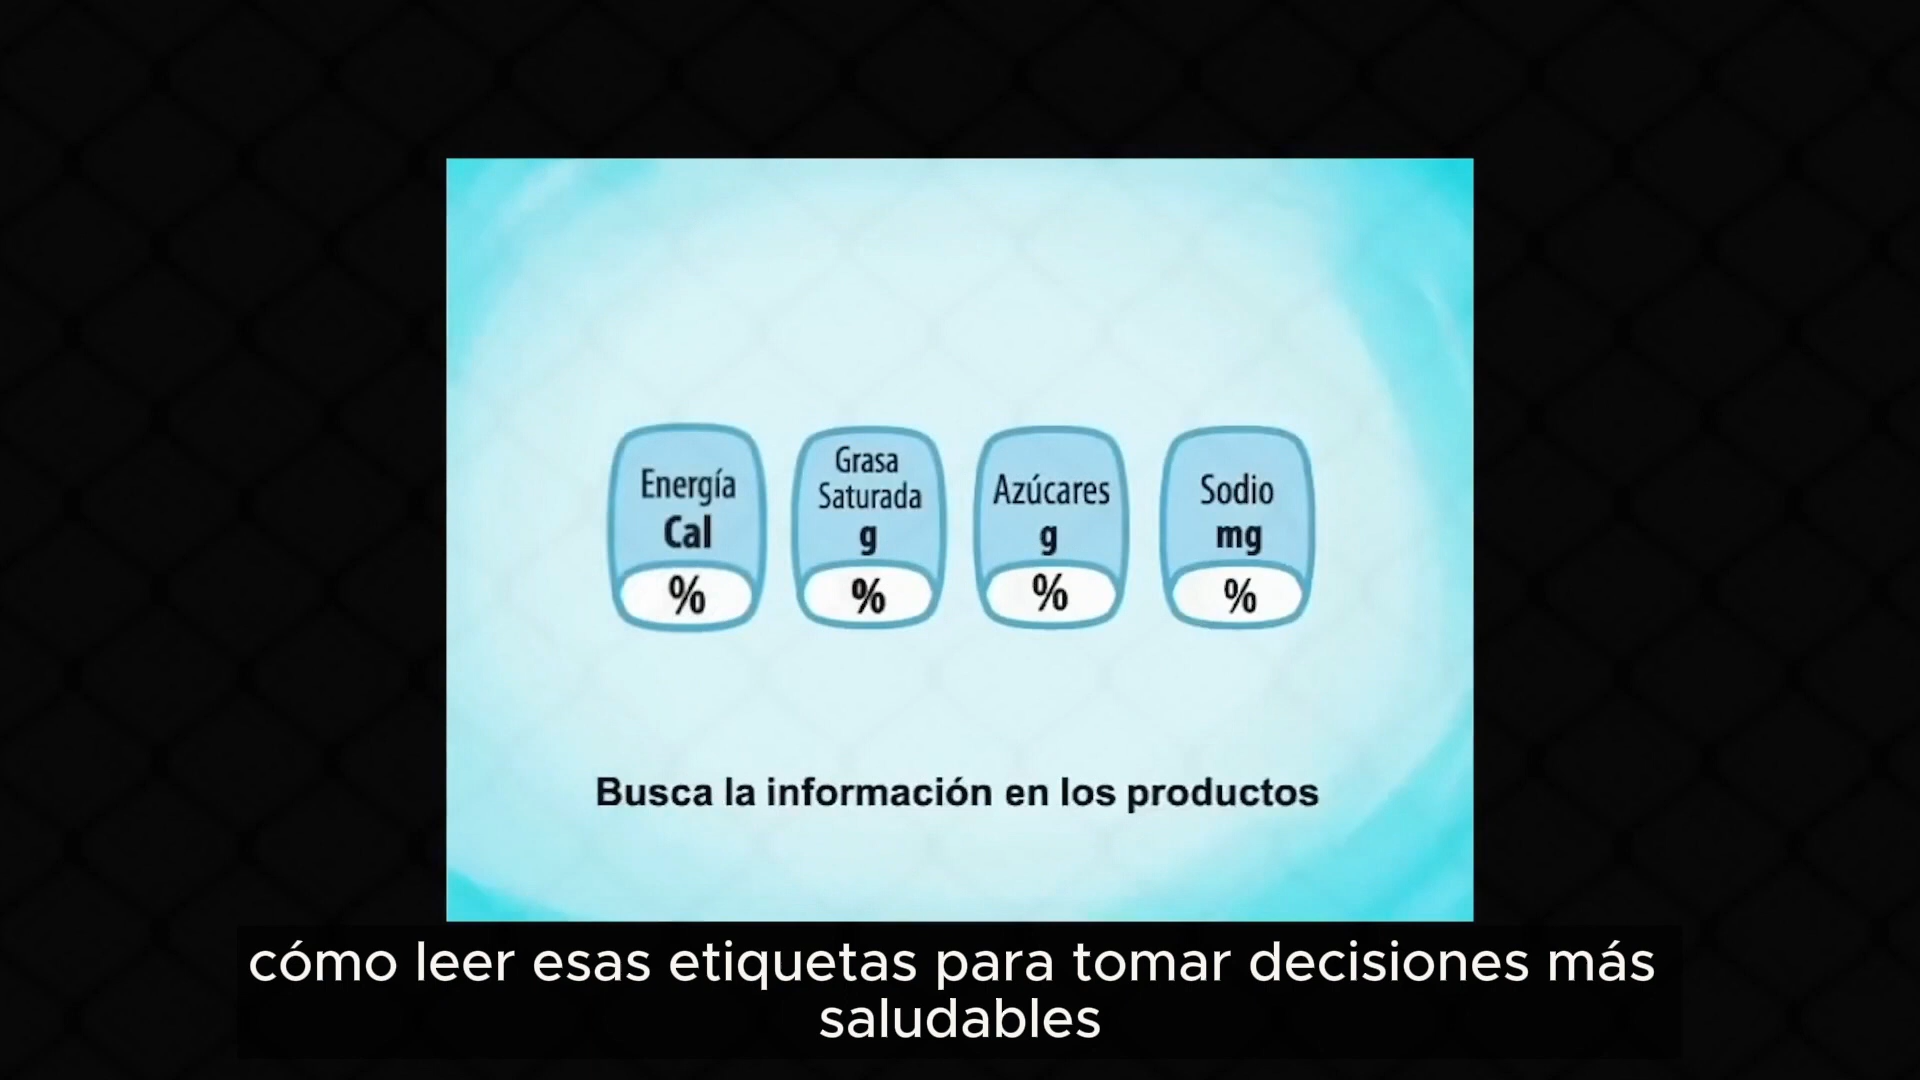 Energía
Cal
%
Grasa
Saturada
g
%
Azúcares
g
%
Sodio
mg
%
Busca la información en los productos
cómo leer esas etiquetas para tomar decisiones más
saludables